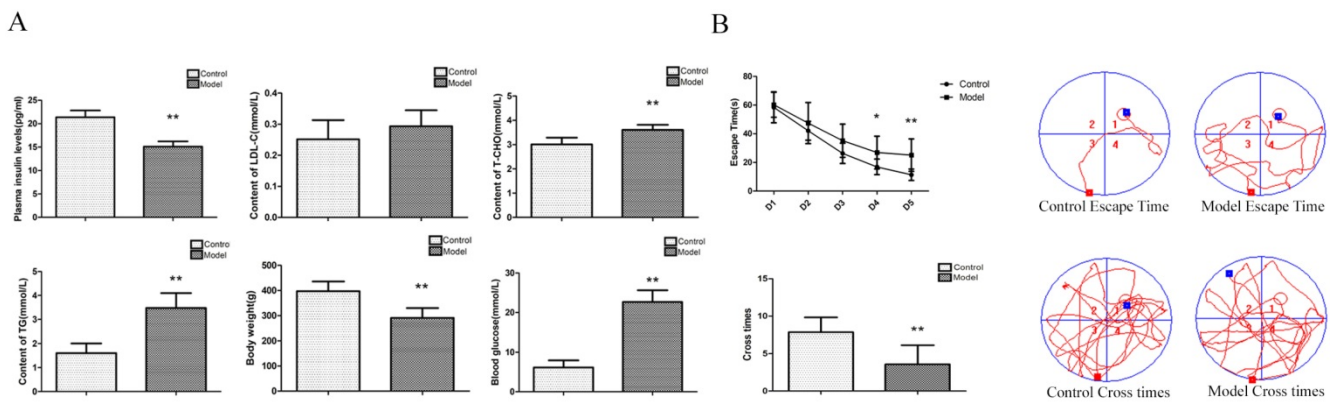 A
Control
Model
Plasma insulin levels(pg/ml)
25
20
15
10
5
0
**
Control
Model
Content of LDL-C(mmol/L)
0.4
0.3
0.2
0.1
0.0
Control
Model
Content of T-CHO(mmol/L)
5
4
3
2
1
0
**
Contro
Model
Content of TG(mmol/L)
5
4
3
2
1
0
**
Control
Model
Body weight(g)
500
400
300
200
100
0
**
Control
Model
Blood glucose(mmol/L)
30
20
10
0
**
B
Escape Time(s)
80
60
40
20
0
D1
D2
D3
D4
D5
*
**
Control
Model
2 1
3 4
Control Escape Time
2 1
3 4
Model Escape Time
Control
Model
Cross times
15
10
5
0
**
2 1
3 4
Control Cross times
2 1
3 4
Model Cross times